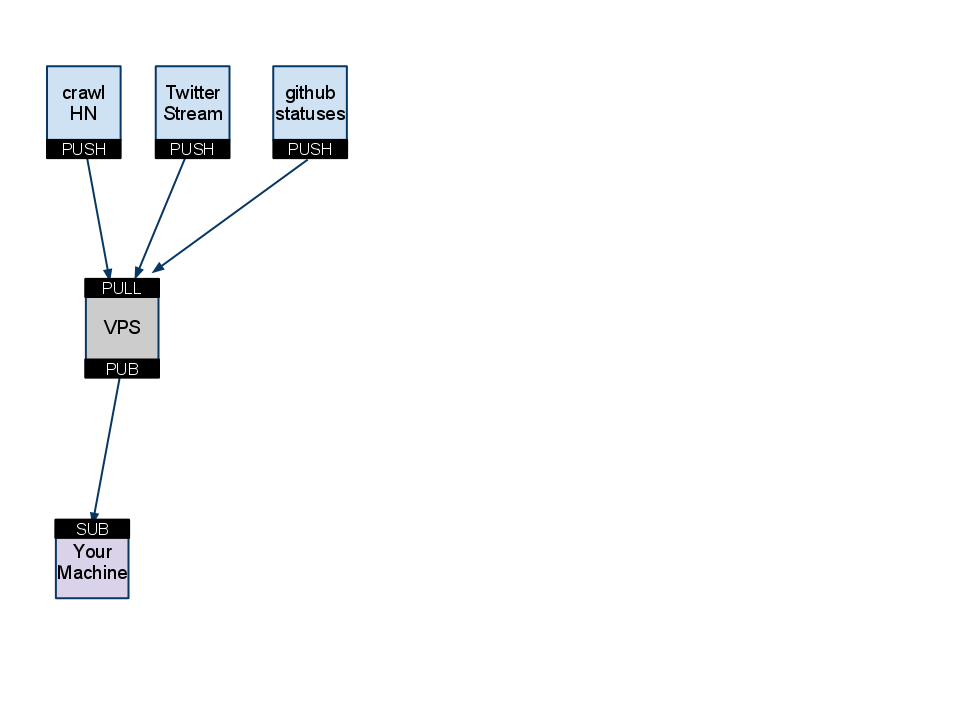 crawl
HN
PUSH
Twitter
Stream
PUSH
github
statuses
PUSH
PULL
VPS
PUB
SUB
Your
Machine